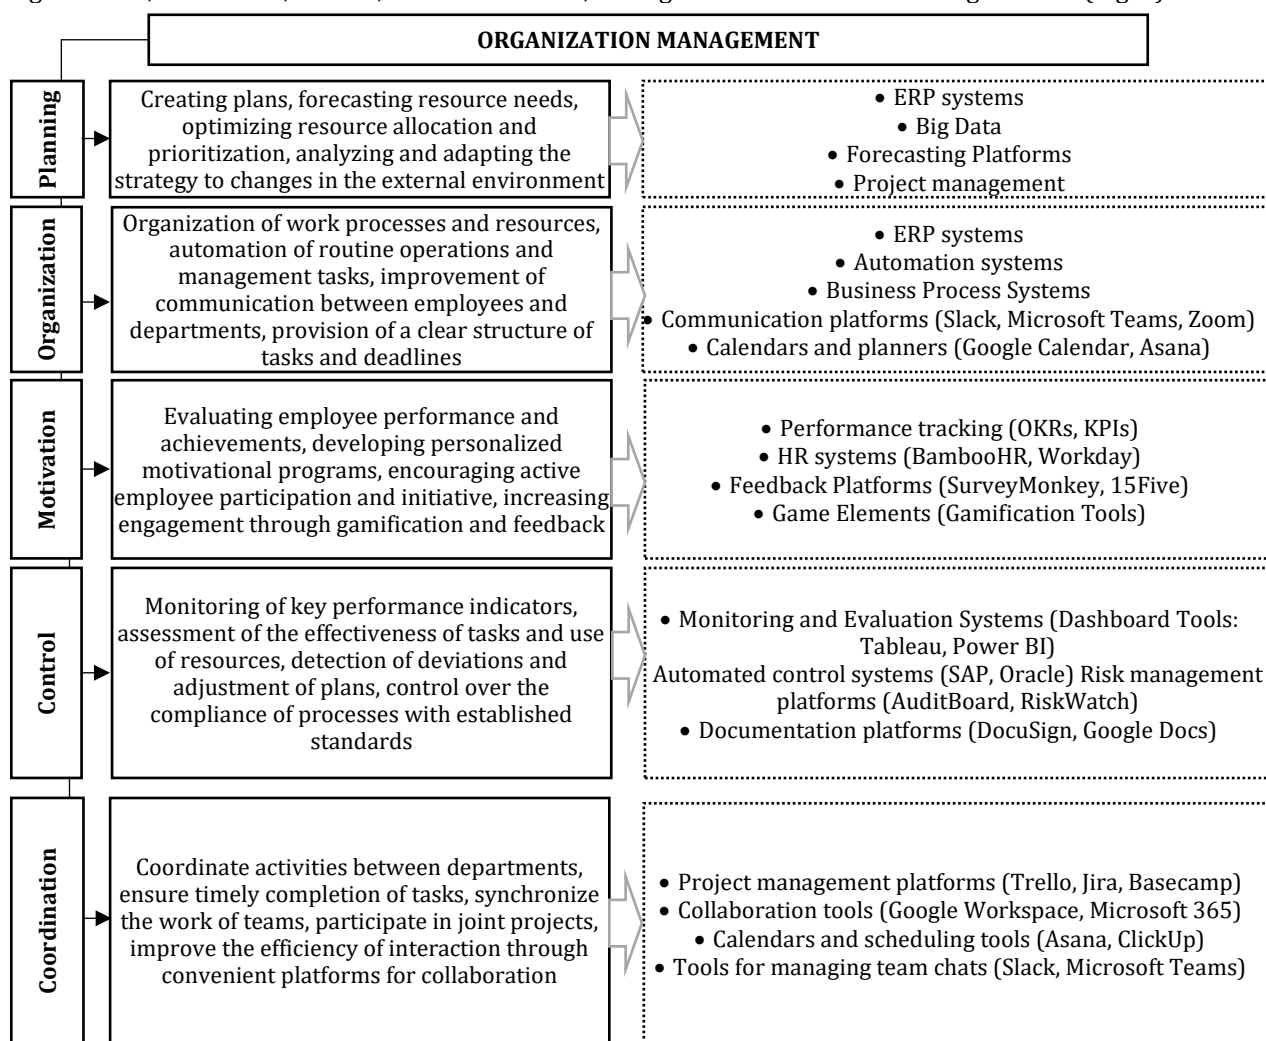 ORGANIZATION MANAGEMENT
Planning
Creating plans, forecasting resource needs,
optimizing resource allocation and
prioritization, analyzing and adapting the
strategy to changes in the external environment
• ERP systems
• Big Data
• Forecasting Platforms
• Project management
Organization
Organization of work processes and resources,
automation of routine operations and
management tasks, improvement of
communication between employees and
departments, provision of a clear structure of
tasks and deadlines
• ERP systems
• Automation systems
• Business Process Systems
• Communication platforms (Slack, Microsoft Teams, Zoom)
• Calendars and planners (Google Calendar, Asana)
Motivation
Evaluating employee performance and
achievements, developing personalized
motivational programs, encouraging active
employee participation and initiative, increasing
engagement through gamification and feedback
• Performance tracking (OKRs, KPIs)
• HR systems (BambooHR, Workday)
• Feedback Platforms (SurveyMonkey, 15Five)
• Game Elements (Gamification Tools)
Control
Monitoring of key performance indicators,
assessment of the effectiveness of tasks and use
of resources, detection of deviations and
adjustment of plans, control over the
compliance of processes with established
standards
• Monitoring and Evaluation Systems (Dashboard Tools:
Tableau, Power BI)
Automated control systems (SAP, Oracle) Risk management
platforms (AuditBoard, RiskWatch)
• Documentation platforms (DocuSign, Google Docs)
Coordination
Coordinate activities between departments,
ensure timely completion of tasks, synchronize
the work of teams, participate in joint projects,
improve the efficiency of interaction through
convenient platforms for collaboration
• Project management platforms (Trello, Jira, Basecamp)
• Collaboration tools (Google Workspace, Microsoft 365)
• Calendars and scheduling tools (Asana, ClickUp)
• Tools for managing team chats (Slack, Microsoft Teams)